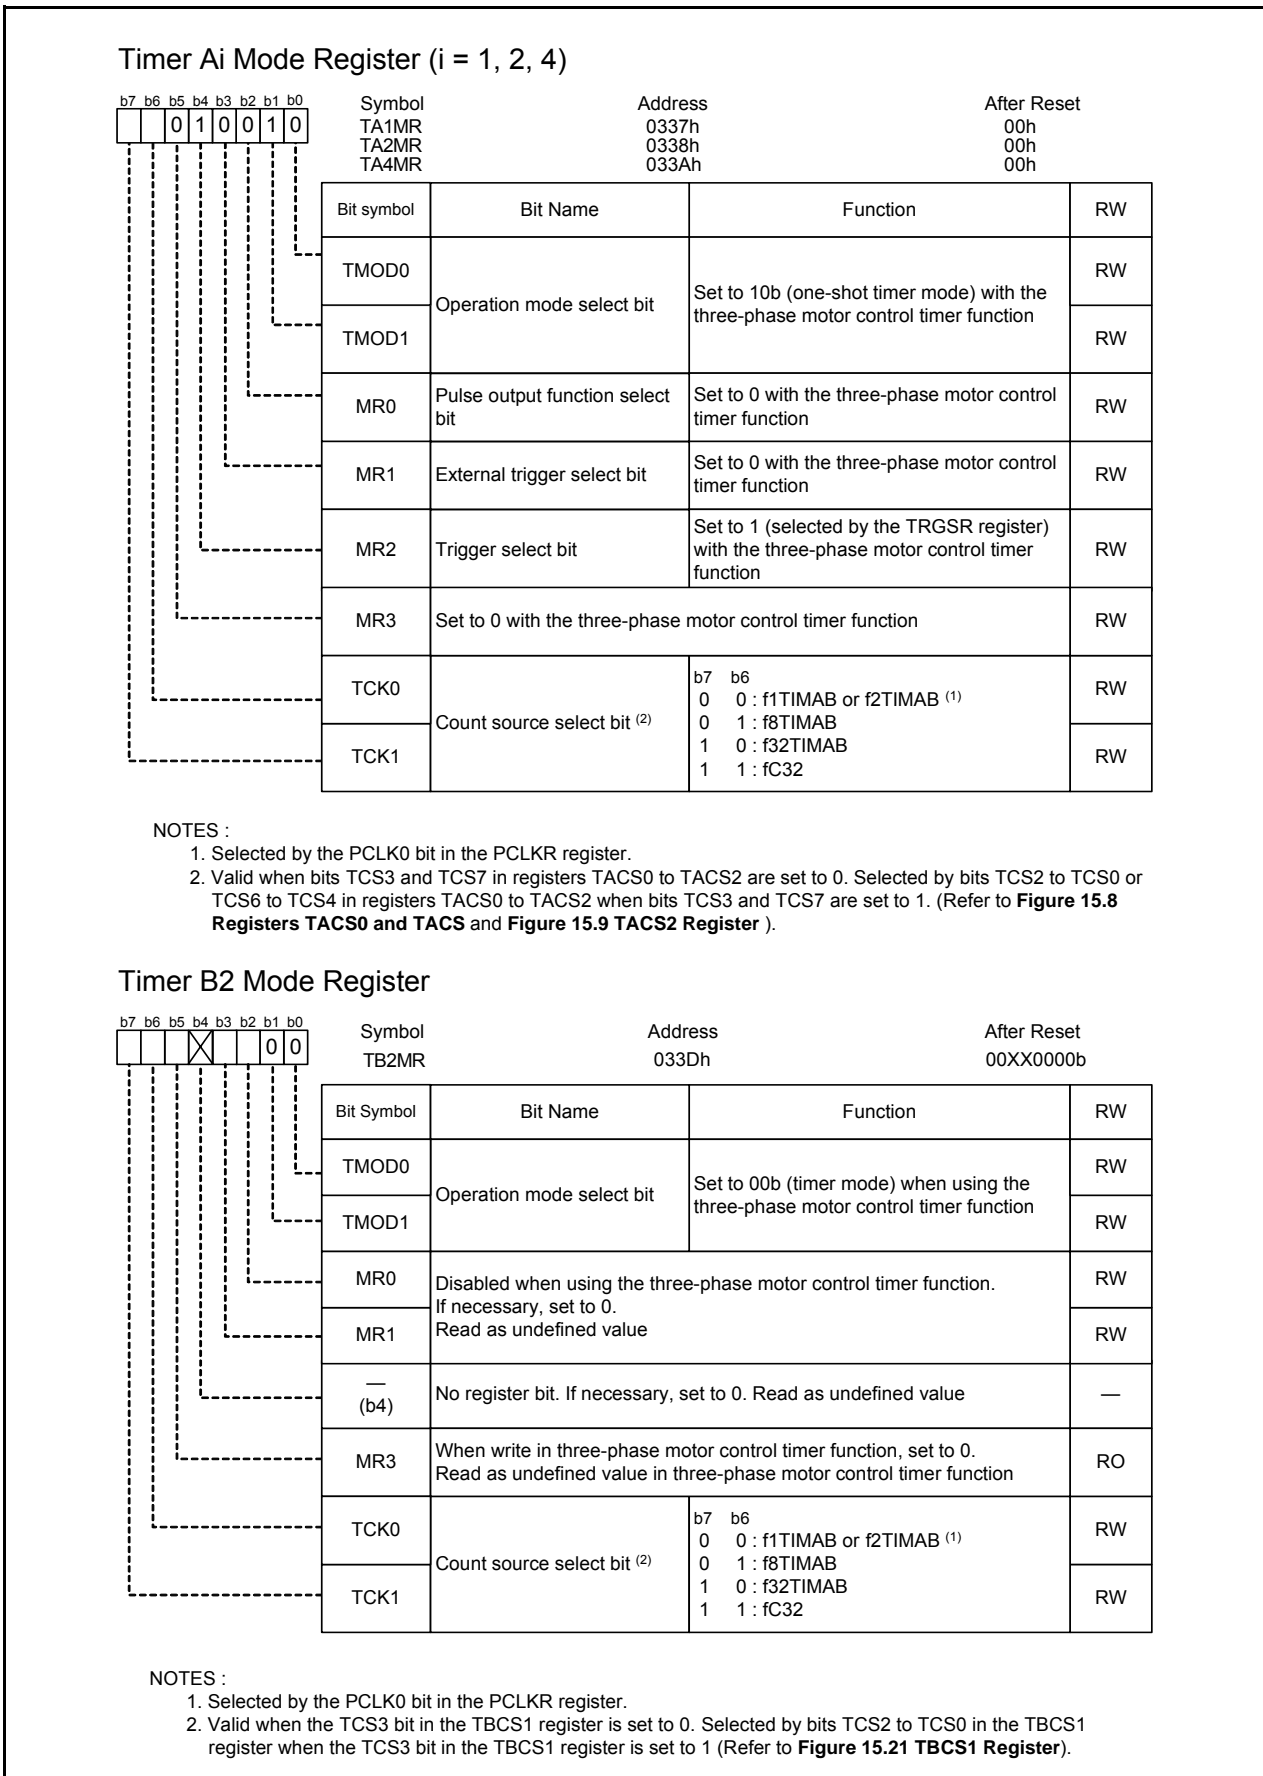 Timer Ai Mode Register (i = 1, 2, 4)
b7 b6 b5 b4 b3 b2 b1 b0
0 1 0 0 1 0
Symbol Address After Reset
TA1MR 0337h 00h
TA2MR 0338h 00h
TA4MR 033Ah 00h
Bit symbol Bit Name Function RW
TMOD0 RW
Operation mode select bit
Set to 10b (one-shot timer mode) with the
three-phase motor control timer function
TMOD1 RW
MR0 Pulse output function select
bit
Set to 0 with the three-phase motor control
timer function
RW
MR1 External trigger select bit
Set to 0 with the three-phase motor control
timer function
RW
MR2 Trigger select bit
Set to 1 (selected by the TRGSR register)
with the three-phase motor control timer
function
RW
MR3 Set to 0 with the three-phase motor control timer function RW
TCK0 RW
Count source select bit (2)
b7 b6
0 0 : f1TIMAB or f2TIMAB (1)
0 1 : f8TIMAB
1 0 : f32TIMAB
1 1 : fC32
TCK1 RW
NOTES :
1. Selected by the PCLK0 bit in the PCLKR register.
2. Valid when bits TCS3 and TCS7 in registers TACS0 to TACS2 are set to 0. Selected by bits TCS2 to TCS0 or
TCS6 to TCS4 in registers TACS0 to TACS2 when bits TCS3 and TCS7 are set to 1. (Refer to Figure 15.8
Registers TACS0 and TACS and Figure 15.9 TACS2 Register ).
Timer B2 Mode Register
b7 b6 b5 b4 b3 b2 b1 b0
0 0
Symbol Address After Reset
TB2MR 033Dh 00XX0000b
Bit Symbol Bit Name Function RW
TMOD0 RW
Operation mode select bit
Set to 00b (timer mode) when using the
three-phase motor control timer function
TMOD1 RW
MR0 RW
Disabled when using the three-phase motor control timer function.
If necessary, set to 0.
Read as undefined value
MR1 RW
—
(b4)
No register bit. If necessary, set to 0. Read as undefined value —
MR3
When write in three-phase motor control timer function, set to 0.
Read as undefined value in three-phase motor control timer function
RO
TCK0 RW
Count source select bit (2)
b7 b6
0 0 : f1TIMAB or f2TIMAB (1)
0 1 : f8TIMAB
1 0 : f32TIMAB
1 1 : fC32
TCK1 RW
NOTES :
1. Selected by the PCLK0 bit in the PCLKR register.
2. Valid when the TCS3 bit in the TBCS1 register is set to 0. Selected by bits TCS2 to TCS0 in the TBCS1
register when the TCS3 bit in the TBCS1 register is set to 1 (Refer to Figure 15.21 TBCS1 Register).